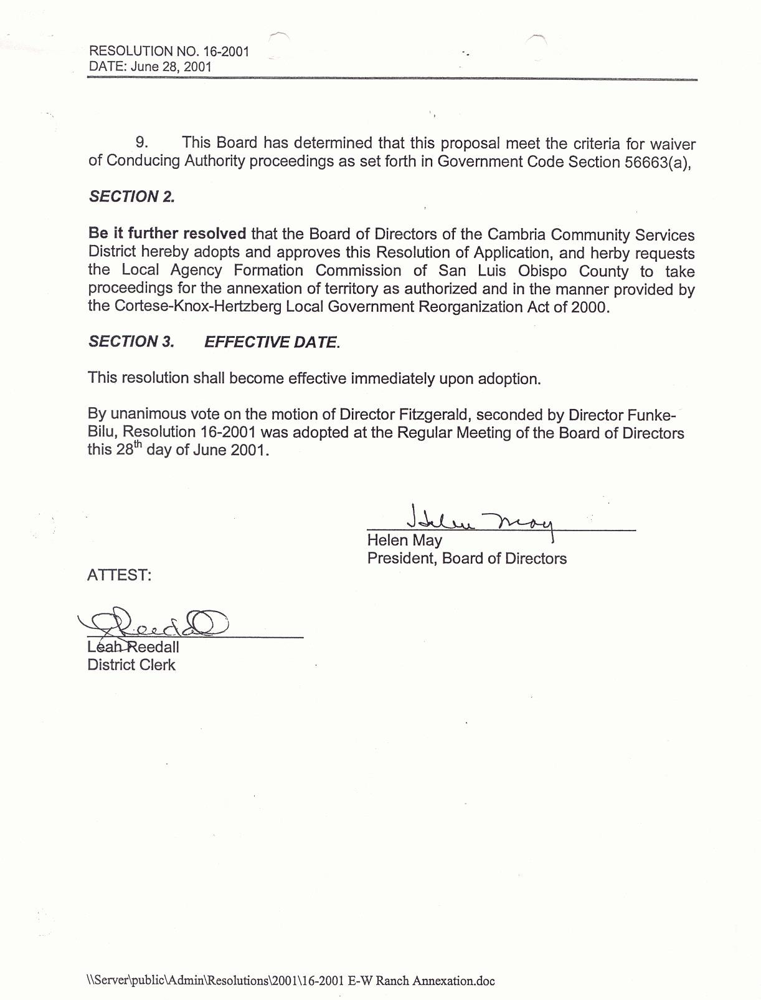 RESOLUTION NO. 16-2001
DATE: June 28, 2001
9. This Board has determined that this proposal meet the criteria for waiver
of Conducing Authority proceedings as set forth in Government Code Section 56663(a),
SECTION 2.
Be it further resolved that the Board of Directors of the Cambria Community Services
District hereby adopts and approves this Resolution of Application, and herby requests
the Local Agency Formation Commission of San Luis Obispo County to take
proceedings for the annexation of territory as authorized and in the manner provided by
the Cortese-Knox-Hertzberg Local Government Reorganization Act of 2000.
SECTION 3. EFFECTIVE DATE.
This resolution shall become effective immediately upon adoption.
By unanimous vote on the motion of Director Fitzgerald, seconded by Director Funke-
Bilu, Resolution 16-2001 was adopted at the Regular Meeting of the Board of Directors
this 28th day of June 2001.
Helen May
Helen May
President, Board of Directors
ATTEST:
LReedall
Leah Reedall
District Clerk
\\Server\public\Admin\Resolutions\2001\16-2001 E-W Ranch Annexation.doc